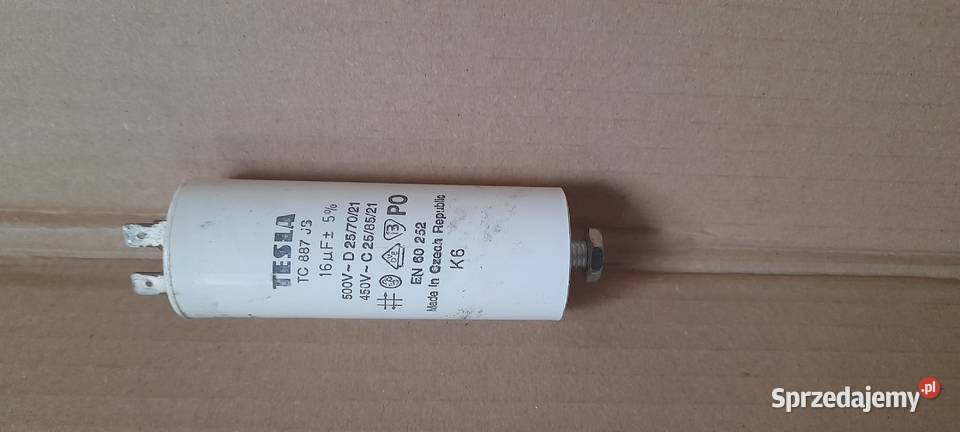 TESLA
TC 887 JS
16µF± 5%
500V~ D 25/70/21
450V~ C 25/85/21
PO
EN 60 252
Made in Czech Republic
K6
Sprzedajemy.pl